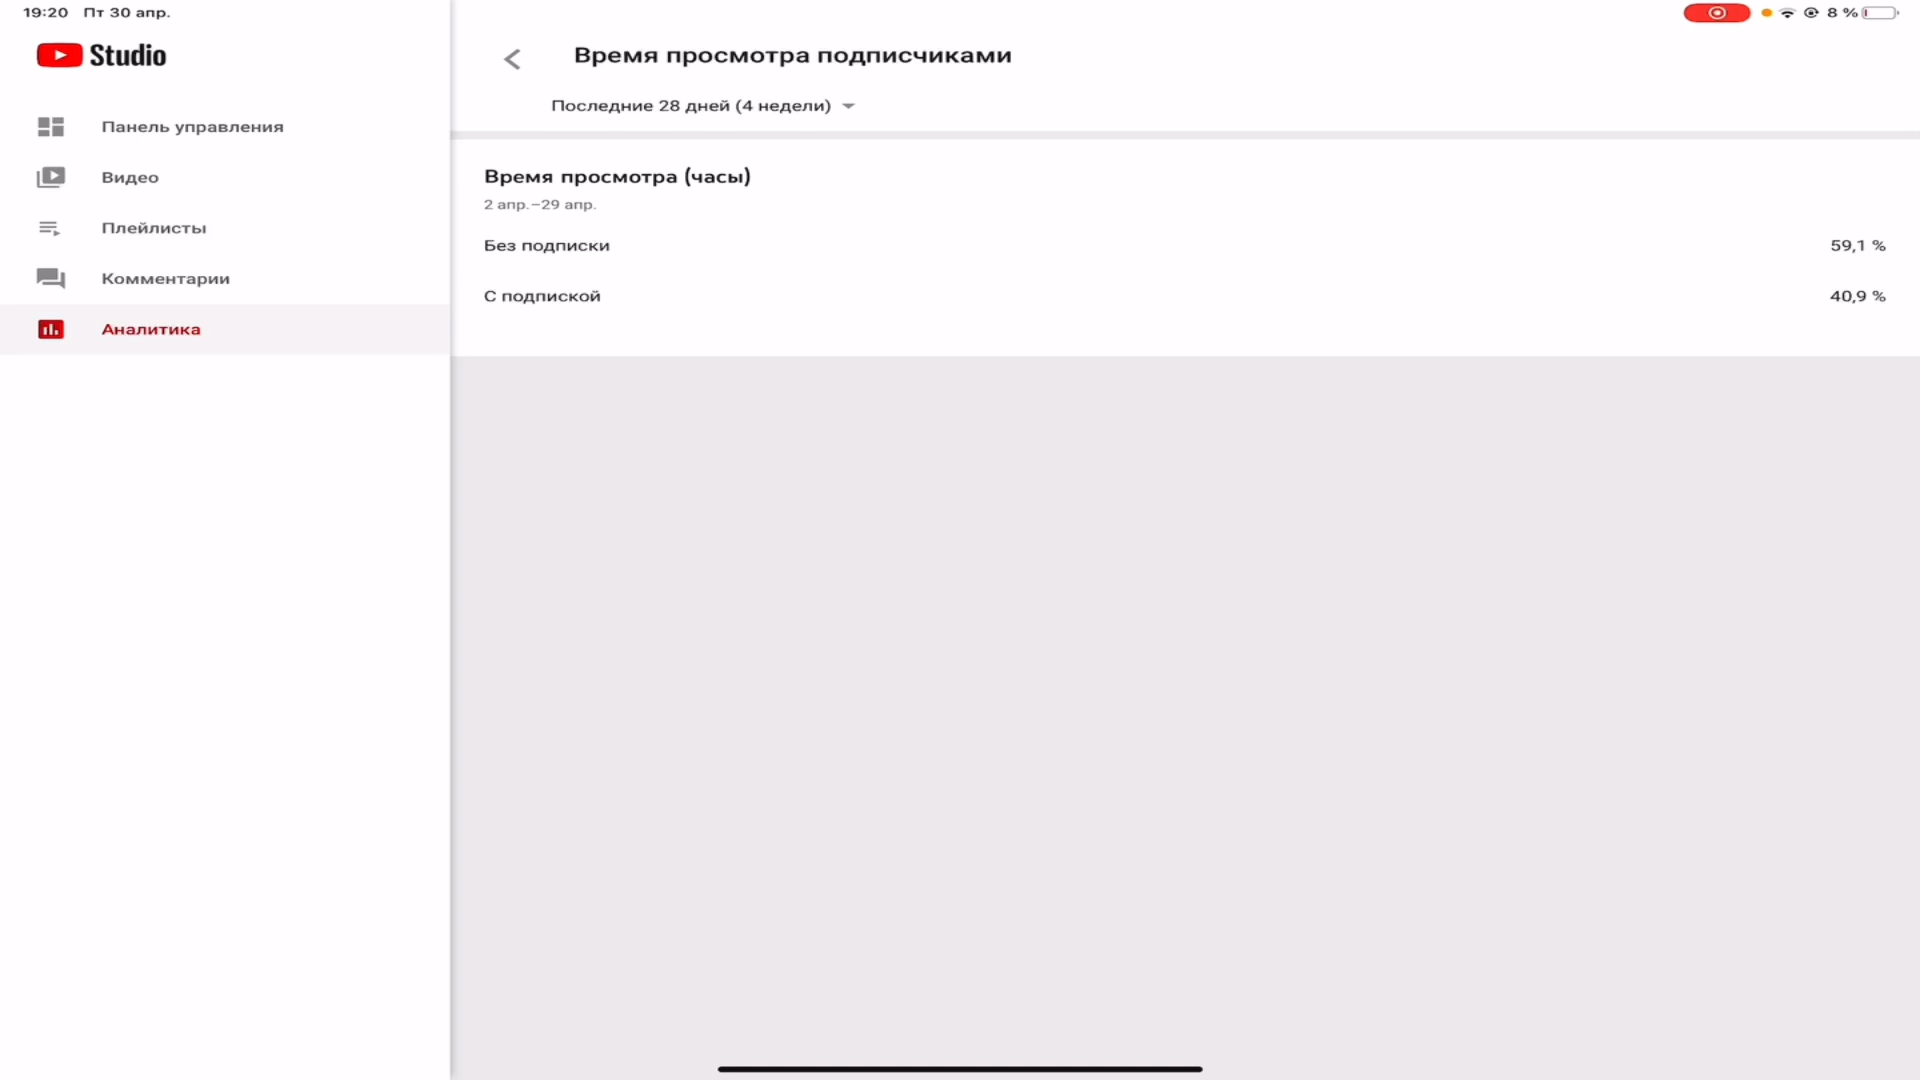 19:20 Пт 30 апр.
8 %
Studio
Панель управления
Видео
Плейлисты
Комментарии
Аналитика
Время просмотра подписчиками
Последние 28 дней (4 недели)
Время просмотра (часы)
2 апр.–29 апр.
Без подписки 59,1 %
С подпиской 40,9 %